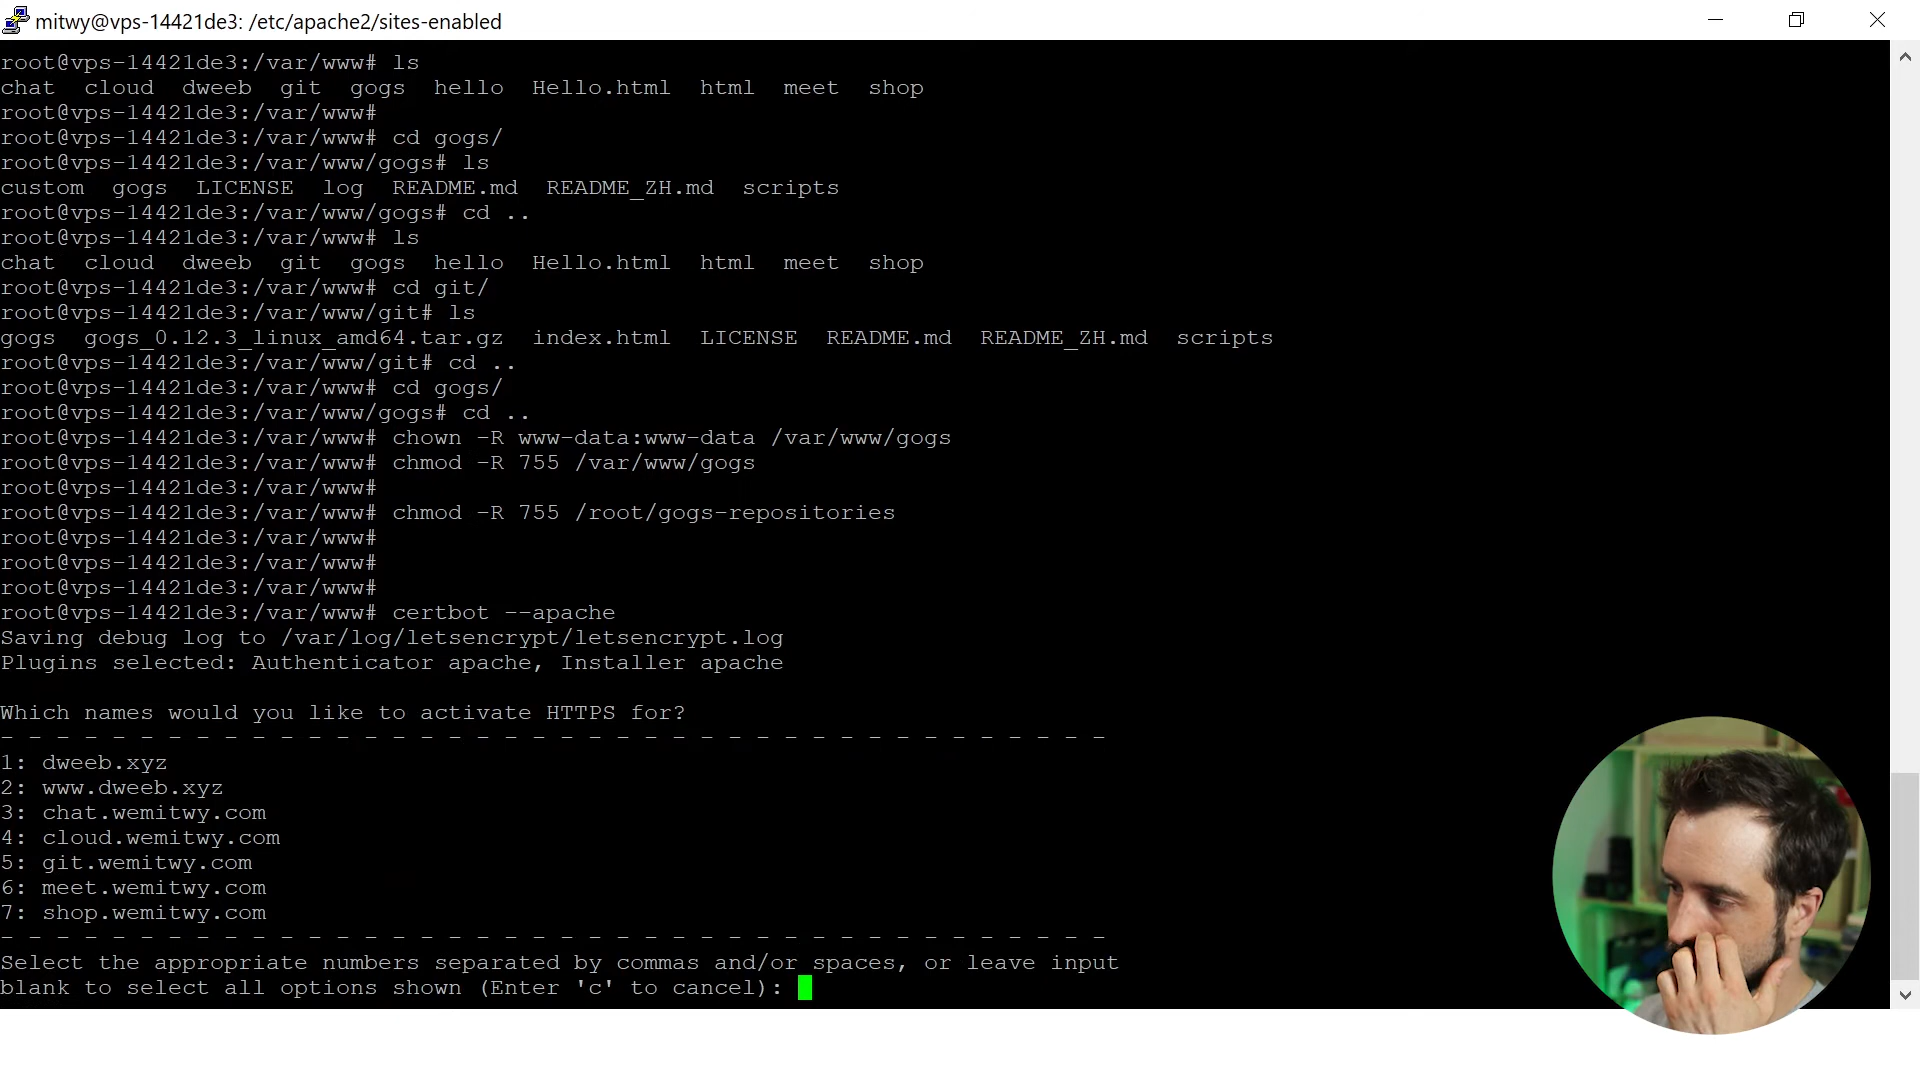 mitwy@vps-14421de3: /etc/apache2/sites-enabled
root@vps-14421de3:/var/www# ls
chat  cloud  dweeb  git  gogs  hello  Hello.html  html  meet  shop
root@vps-14421de3:/var/www#
root@vps-14421de3:/var/www# cd gogs/
root@vps-14421de3:/var/www/gogs# ls
custom  gogs  LICENSE  log  README.md  README_ZH.md  scripts
root@vps-14421de3:/var/www/gogs# cd ..
root@vps-14421de3:/var/www# ls
chat  cloud  dweeb  git  gogs  hello  Hello.html  html  meet  shop
root@vps-14421de3:/var/www# cd git/
root@vps-14421de3:/var/www/git# ls
gogs  gogs_0.12.3_linux_amd64.tar.gz  index.html  LICENSE  README.md  README_ZH.md  scripts
root@vps-14421de3:/var/www/git# cd ..
root@vps-14421de3:/var/www# cd gogs/
root@vps-14421de3:/var/www/gogs# cd ..
root@vps-14421de3:/var/www# chown -R www-data:www-data /var/www/gogs
root@vps-14421de3:/var/www# chmod -R 755 /var/www/gogs
root@vps-14421de3:/var/www#
root@vps-14421de3:/var/www# chmod -R 755 /root/gogs-repositories
root@vps-14421de3:/var/www#
root@vps-14421de3:/var/www#
root@vps-14421de3:/var/www#
root@vps-14421de3:/var/www# certbot --apache
Saving debug log to /var/log/letsencrypt/letsencrypt.log
Plugins selected: Authenticator apache, Installer apache
Which names would you like to activate HTTPS for?
- - - - - - - - - - - - - - - - - - - - - - - - - - - - - - - - - - - - - - - -
1: dweeb.xyz
2: www.dweeb.xyz
3: chat.wemitwy.com
4: cloud.wemitwy.com
5: git.wemitwy.com
6: meet.wemitwy.com
7: shop.wemitwy.com
- - - - - - - - - - - - - - - - - - - - - - - - - - - - - - - - - - - - - - - -
Select the appropriate numbers separated by commas and/or spaces, or leave input
blank to select all options shown (Enter 'c' to cancel):